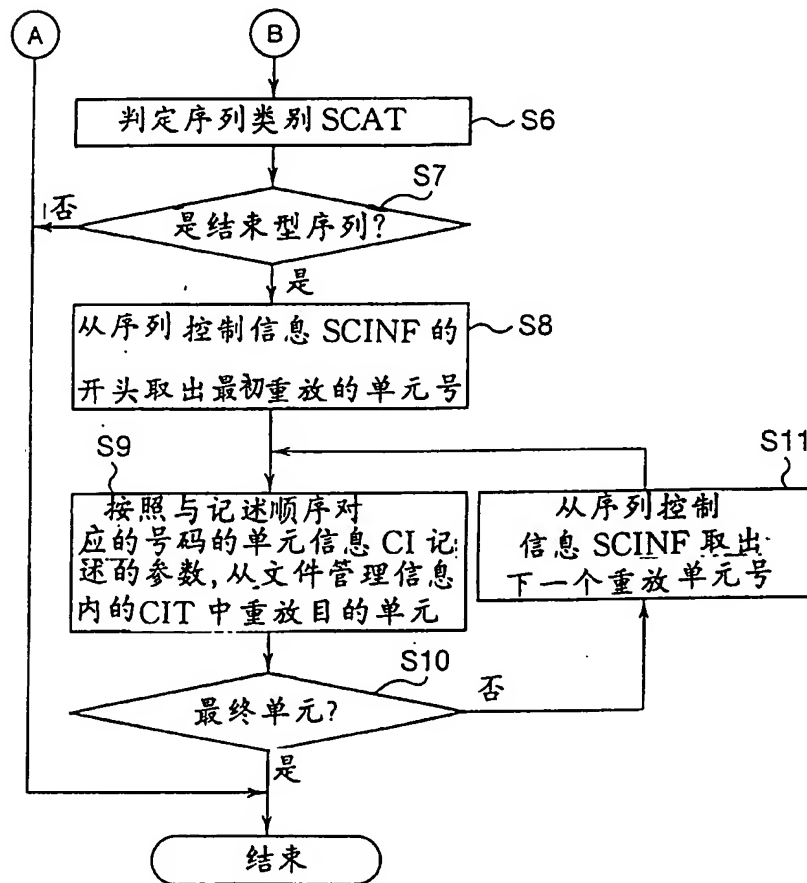 A
B
判定序列类别 SCAT
S6
S7
否
是结束型序列?
是
从序列控制信息 SCINF 的
开头取出最初重放的单元号
S8
S9
按照与记述顺序对
应的号码的单元信息 CI 记
述的参数,从文件管理信息
内的CIT中重放目的单元
S11
从序列控制
信息 SCINF 取出
下一个重放单元号
S10
最终单元?
否
是
结束